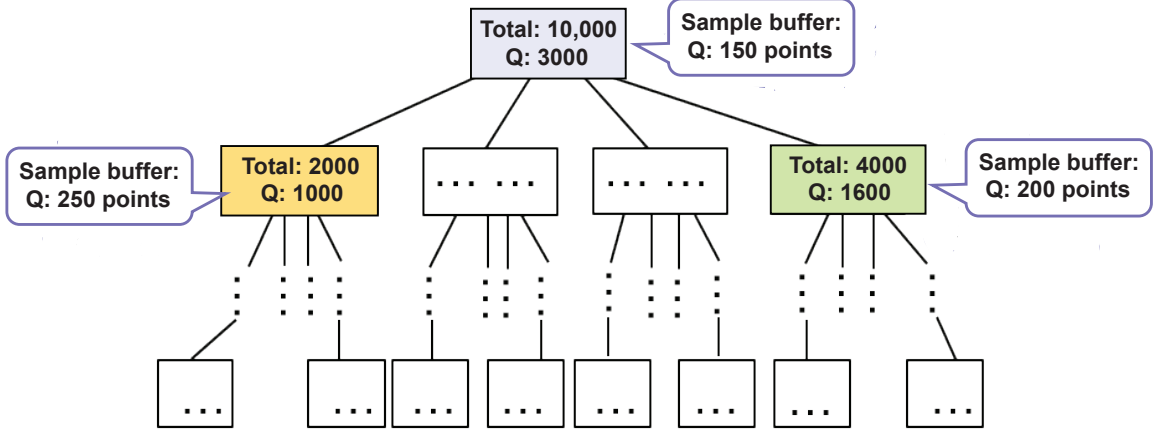 Total: 10,000
Q: 3000
Sample buffer:
Q: 150 points
Sample buffer:
Q: 250 points
Total: 2000
Q: 1000
... ...
... ...
Total: 4000
Q: 1600
Sample buffer:
Q: 200 points
... ... ... ... ... ... ... ...